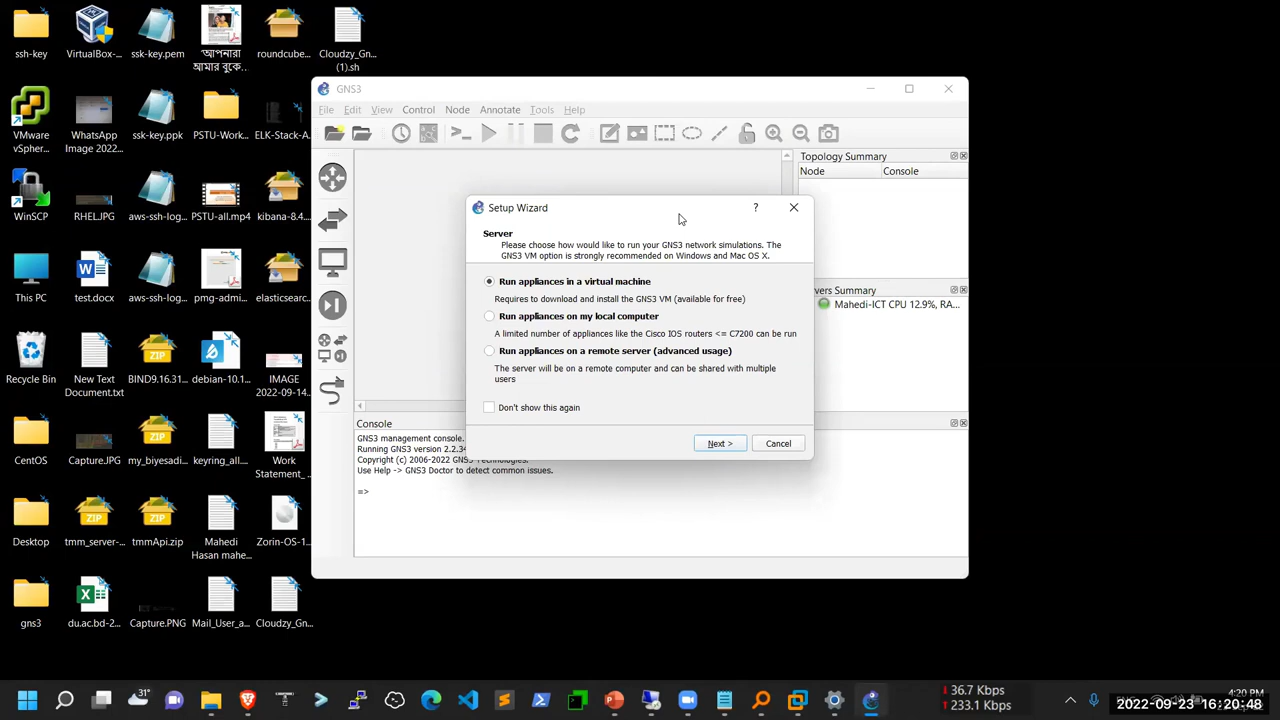 ssh-key
VirtualBox-...
ssk-key.pem
আপনারা
আমার বুকে...
roundcube...
Cloudzy_Gn...
(1).sh
VMware
vSphere...
WhatsApp
Image 2022...
ssk-key.ppk
PSTU-Work...
ELK-Stack-A...
WinSCP
RHEL.JPG
aws-ssh-log...
PSTU-all.mp4
kibana-8.4...
This PC
test.docx
aws-ssh-log...
pmg-admi...
elasticsearc...
Recycle Bin
New Text
Document.txt
BIND9.16.31...
debian-10.1...
IMAGE
2022-09-14...
CentOS
Capture.JPG
my_biyesadi...
keyring_all...
Work
Statement_...
Desktop
tmm_server-...
tmmApi.zip
Mahedi
Hasan mahe...
Zorin-OS-1...
gns3
du.ac.bd-2...
Capture.PNG
Mail_User_a...
Cloudzy_Gn...
GNS3
File Edit View Control Node Annotate Tools Help
Topology Summary
Node Console
Setup Wizard
?
Server
Please choose how would like to run your GNS3 network simulations. The
GNS3 VM option is strongly recommended on Windows and Mac OS X.
Run appliances in a virtual machine
Requires to download and install the GNS3 VM (available for free)
Run appliances on my local computer
A limited number of appliances like the Cisco IOS routers <= C7200 can be run
Run appliances on a remote server (advanced usage)
The server will be on a remote computer and can be shared with multiple
users
Don't show this again
Next >
Cancel
vers Summary
Mahedi-ICT CPU 12.9%, RA...
Console
GNS3 management console.
Running GNS3 version 2.2.34
Copyright (c) 2006-2022 GNS3 Technologies.
Use Help -> GNS3 Doctor to detect common issues.
=>
31°
36.7 Kbps
233.1 Kbps
ENG
4:20 PM
2022-09-23 16:20:48